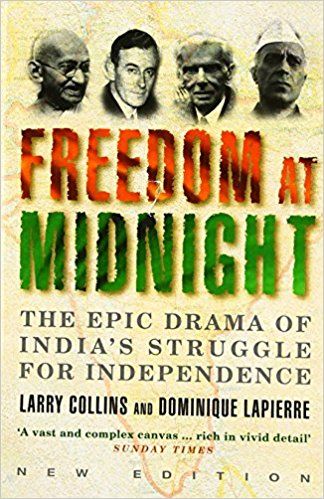 FREEDOM AT
MIDNIGHT
THE EPIC DRAMA OF
INDIA'S STRUGGLE
FOR INDEPENDENCE
LARRY COLLINS AND DOMINIQUE LAPIERRE
'A vast and complex canvas ... rich in vivid detail'
SUNDAY TIMES
NEW EDITION